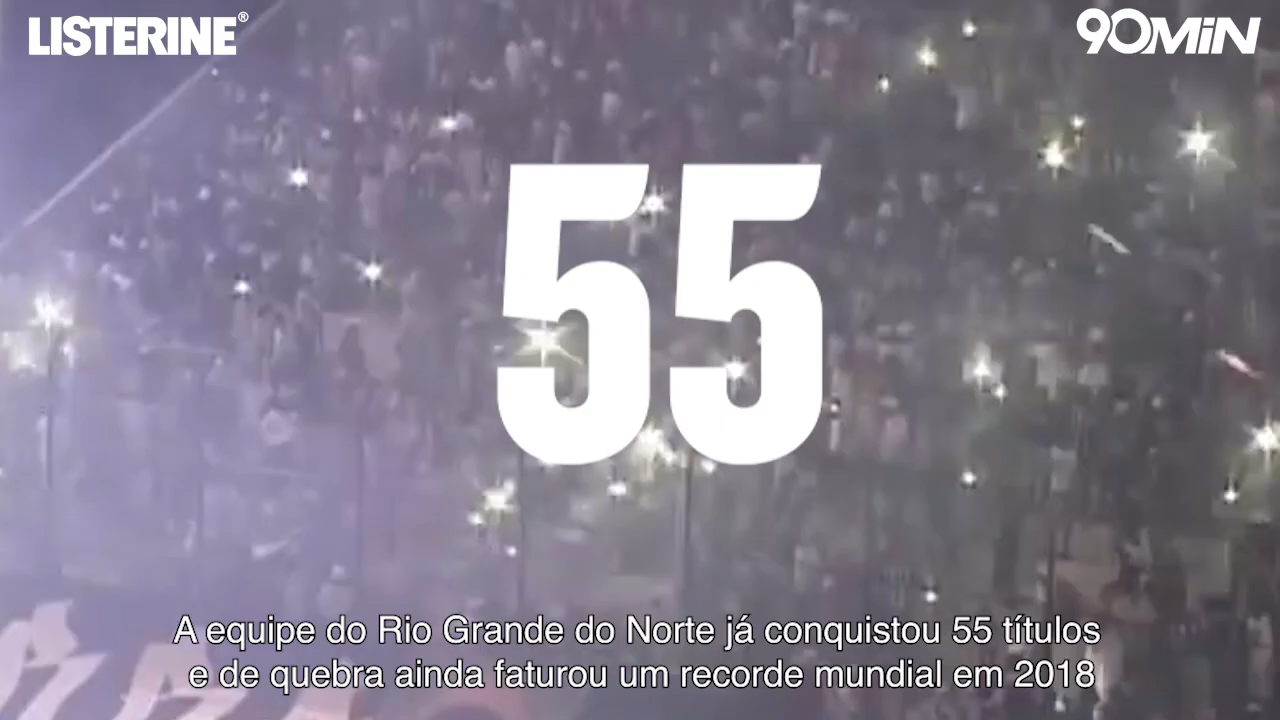 LISTERINE®
90MiN
55
A equipe do Rio Grande do Norte já conquistou 55 títulos
e de quebra ainda faturou um recorde mundial em 2018